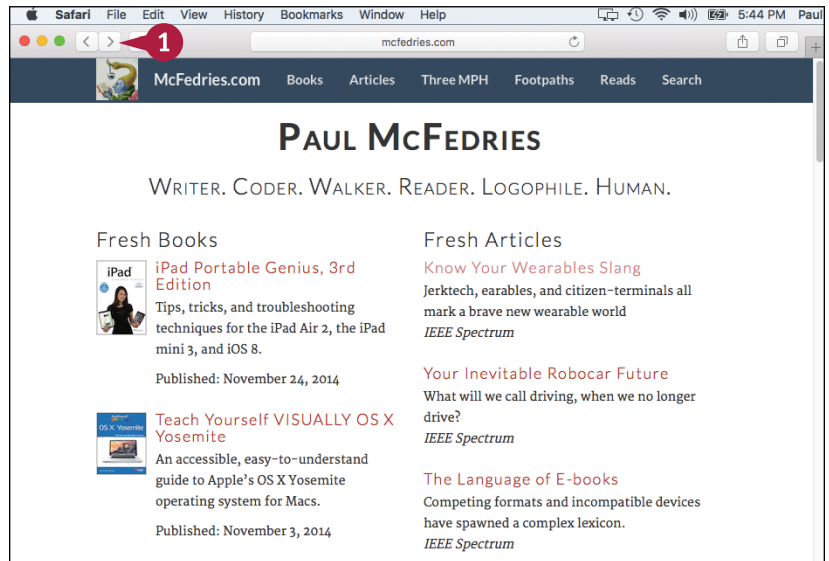 Safari File Edit View History Bookmarks Window Help 5:44 PM Paul
1
mcfedries.com
McFedries.com Books Articles Three MPH Footpaths Reads Search
PAUL MCFEDRIES
WRITER. CODER. WALKER. READER. LOGOPHILE. HUMAN.
Fresh Books
iPad
iPad Portable Genius, 3rd
Edition
Tips, tricks, and troubleshooting
techniques for the iPad Air 2, the iPad
mini 3, and iOS 8.
Published: November 24, 2014
OS X Yosemite
Teach Yourself VISUALLY OS X
Yosemite
An accessible, easy-to-understand
guide to Apple's OS X Yosemite
operating system for Macs.
Published: November 3, 2014
Fresh Articles
Know Your Wearables Slang
Jerktech, earables, and citizen-terminals all
mark a brave new wearable world
IEEE Spectrum
Your Inevitable Robocar Future
What will we call driving, when we no longer
drive?
IEEE Spectrum
The Language of E-books
Competing formats and incompatible devices
have spawned a complex lexicon.
IEEE Spectrum